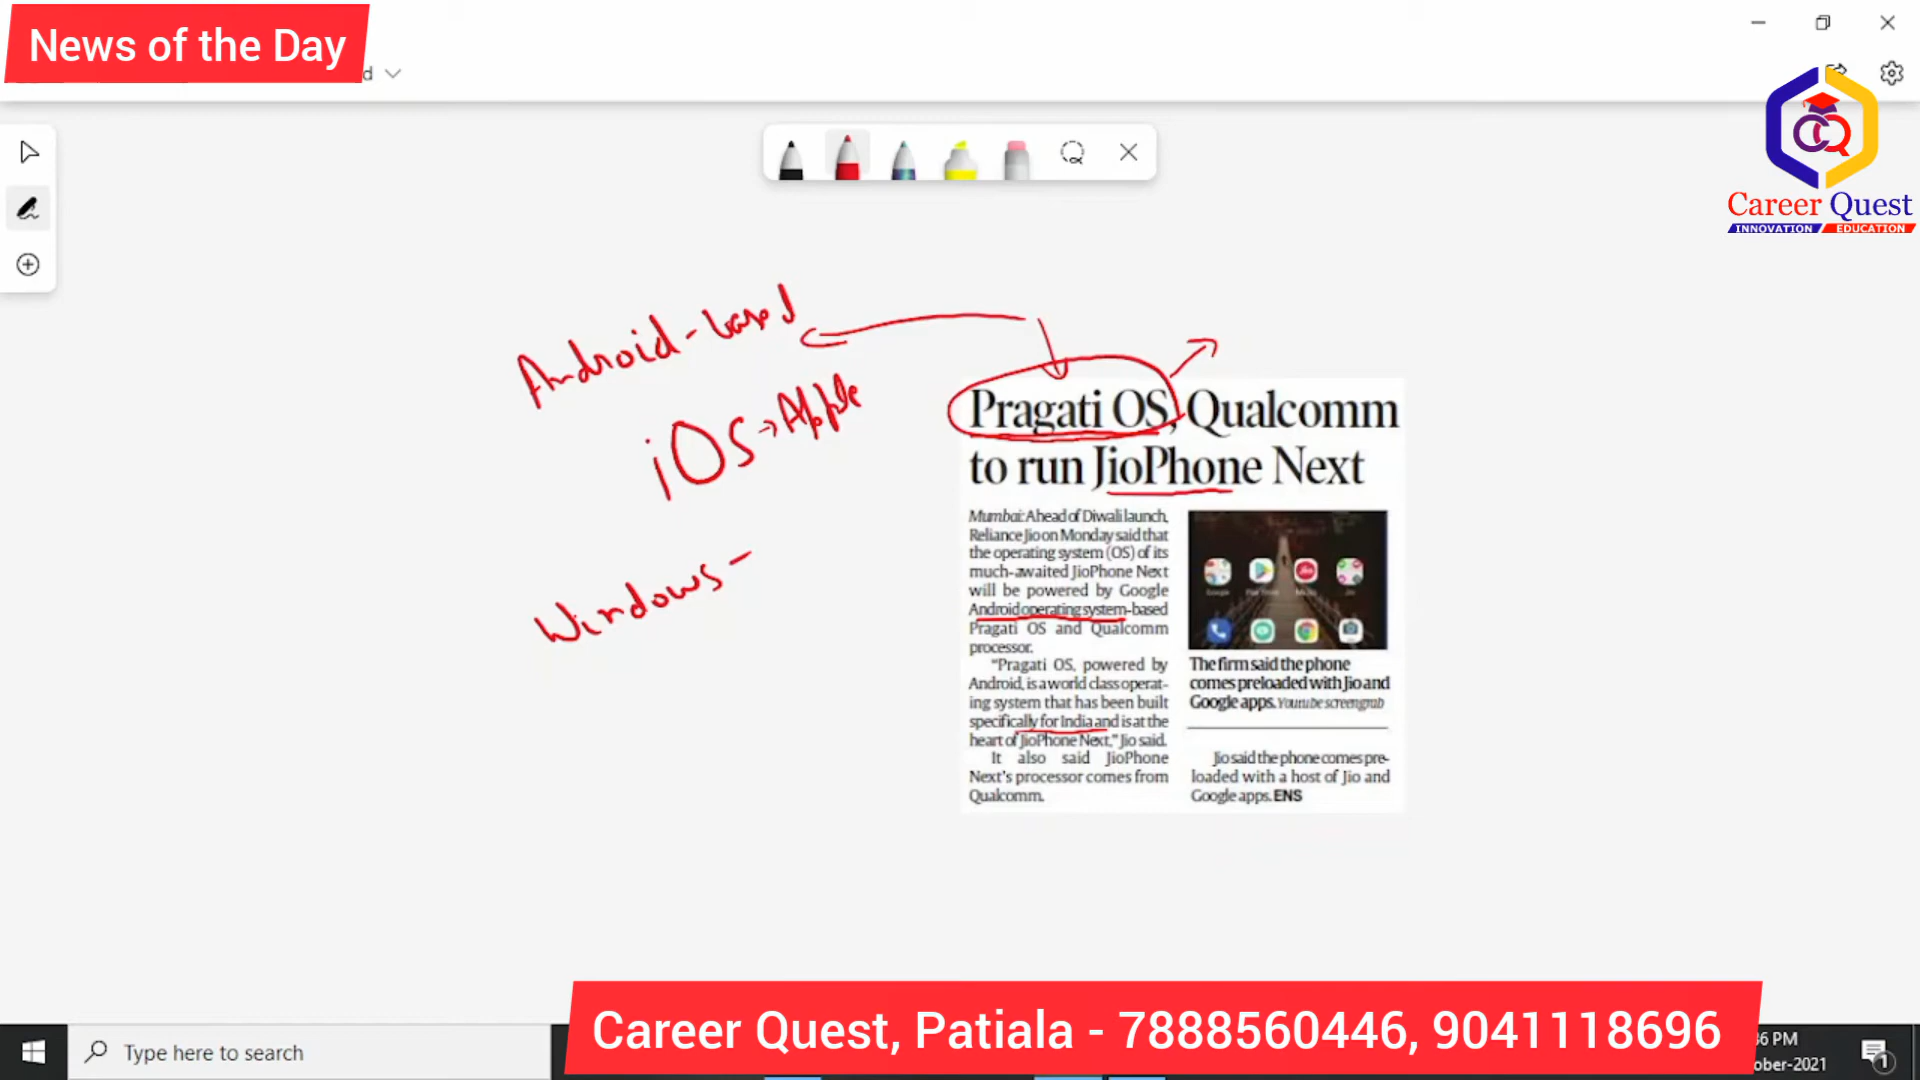 News of the Day
d
Career Quest
INNOVATION EDUCATION
Android-based
iOS → Apple
Windows -
Pragati OS, Qualcomm
to run JioPhone Next
Mumbai: Ahead of Diwali launch,
Reliance Jio on Monday said that
the operating system (OS) of its
much-awaited JioPhone Next
will be powered by Google
Android operating system-based
Pragati OS and Qualcomm
processor.
"Pragati OS, powered by
Android, is a world class operat-
ing system that has been built
specifically for India and is at the
heart of JioPhone Next," Jio said.
It also said JioPhone
Next's processor comes from
Qualcomm.
The firm said the phone
comes preloaded with Jio and
Google apps. Youtube screengrab
Jio said the phone comes pre-
loaded with a host of Jio and
Google apps. ENS
Type here to search
Career Quest, Patiala - 7888560446, 9041118696
36 PM
ober-2021
1